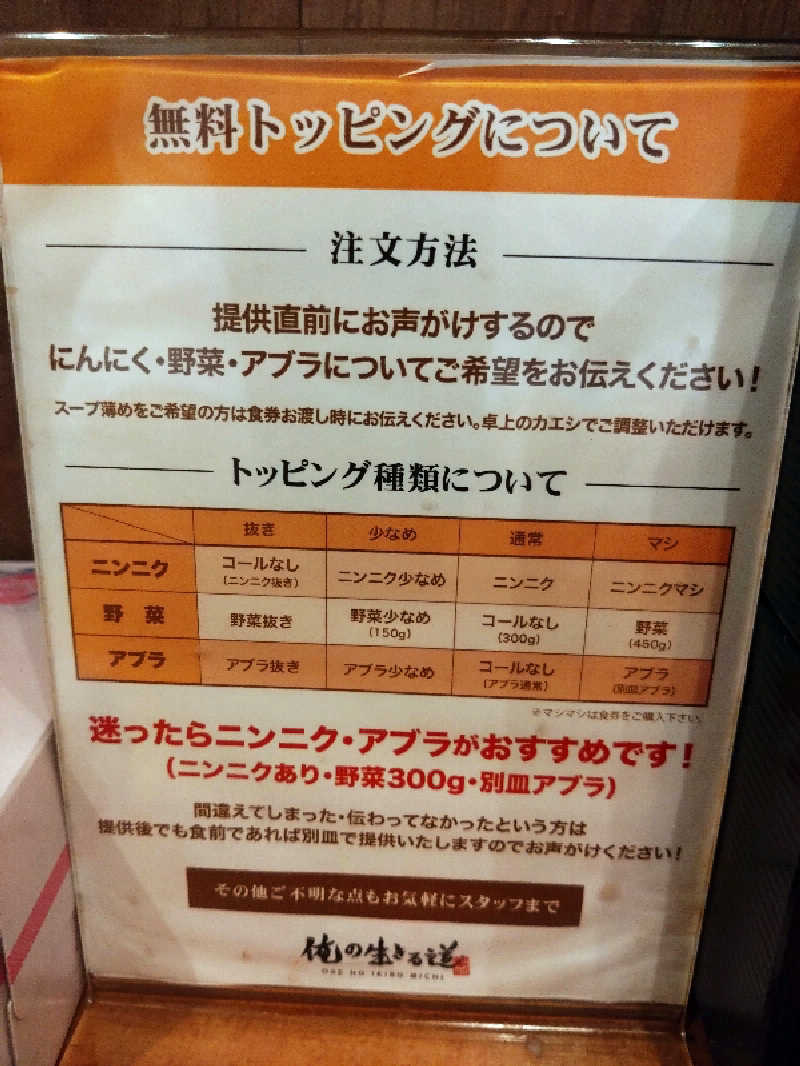 無料トッピングについて
注文方法
提供直前にお声がけするので
にんにく・野菜・アブラについてご希望をお伝えください！
スープ薄めをご希望の方は食券お渡し時にお伝えください。卓上のカエシでご調整いただけます。
トッピング種類について
抜き 少なめ 通常 マシ
ニンニク コールなし ニンニク少なめ ニンニク ニンニクマシ
(ニンニク抜き)
野菜 野菜抜き 野菜少なめ コールなし 野菜
(150g) (300g) (450g)
アブラ アブラ抜き アブラ少なめ コールなし アブラ
(アブラ通常) (別皿アブラ)
※マシマシは食券をご購入下さい。
迷ったらニンニク・アブラがおすすめです！
(ニンニクあり・野菜300g・別皿アブラ)
間違えてしまった・伝わってなかったという方は
提供後でも食前であれば別皿で提供いたしますのでお声がけください！
その他ご不明な点もお気軽にスタッフまで
俺の生きる道
ORE NO IKIRU MICHI